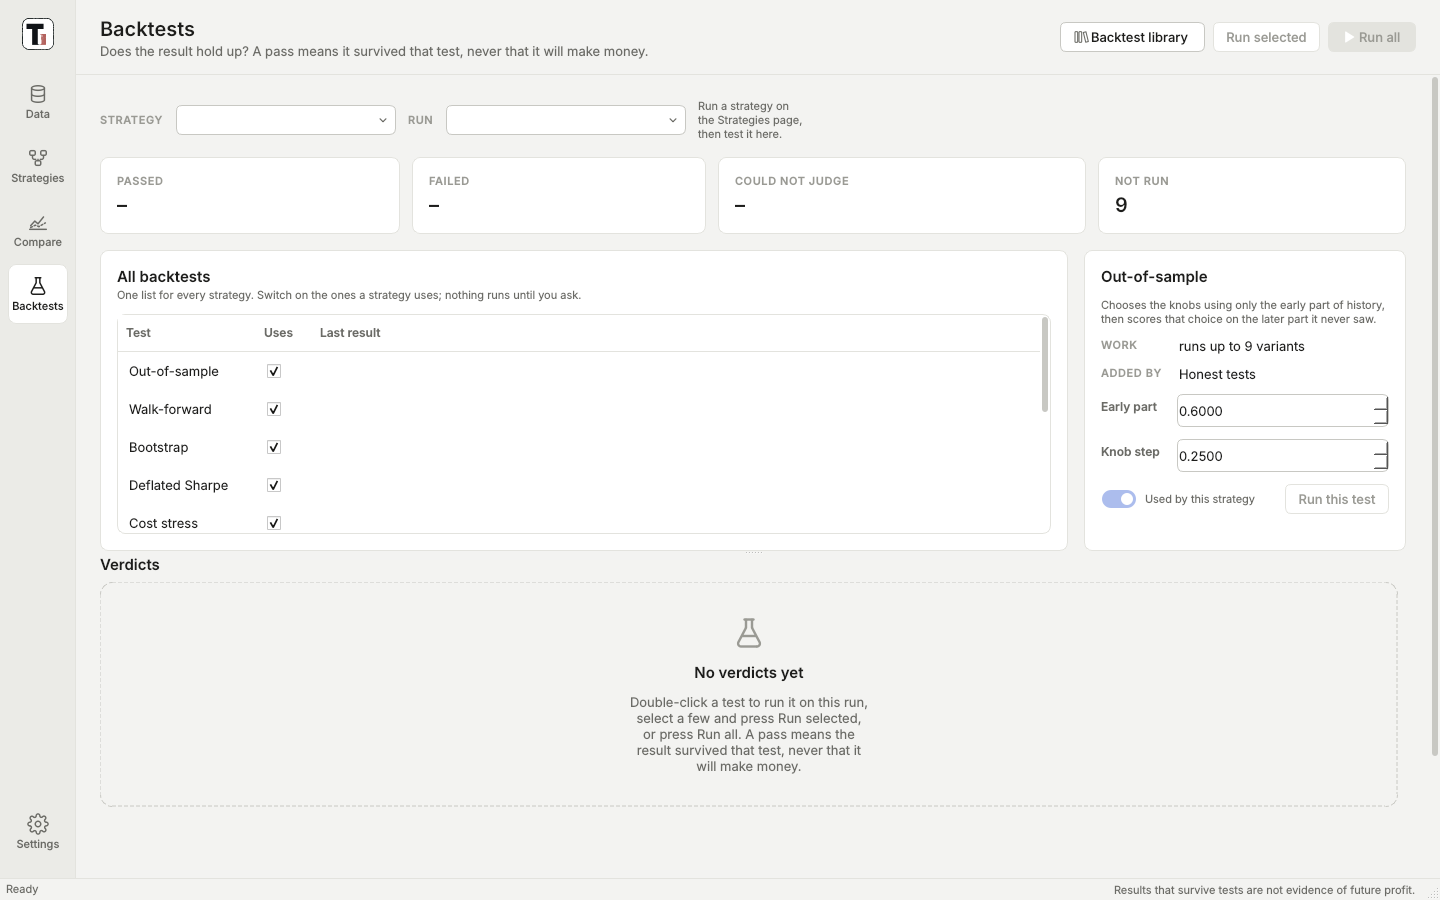 Backtests
Does the result hold up? A pass means it survived that test, never that it will make money.
Backtest library
Run selected
Run all
Data
Strategies
Compare
Backtests
Settings
STRATEGY
RUN
Run a strategy on
the Strategies page,
then test it here.
PASSED
–
FAILED
–
COULD NOT JUDGE
–
NOT RUN
9
All backtests
One list for every strategy. Switch on the ones a strategy uses; nothing runs until you ask.
Test Uses Last result
Out-of-sample
Walk-forward
Bootstrap
Deflated Sharpe
Cost stress
Out-of-sample
Chooses the knobs using only the early part of history,
then scores that choice on the later part it never saw.
WORK runs up to 9 variants
ADDED BY Honest tests
Early part 0.6000
Knob step 0.2500
Used by this strategy
Run this test
Verdicts
No verdicts yet
Double-click a test to run it on this run,
select a few and press Run selected,
or press Run all. A pass means the
result survived that test, never that it
will make money.
Ready
Results that survive tests are not evidence of future profit.